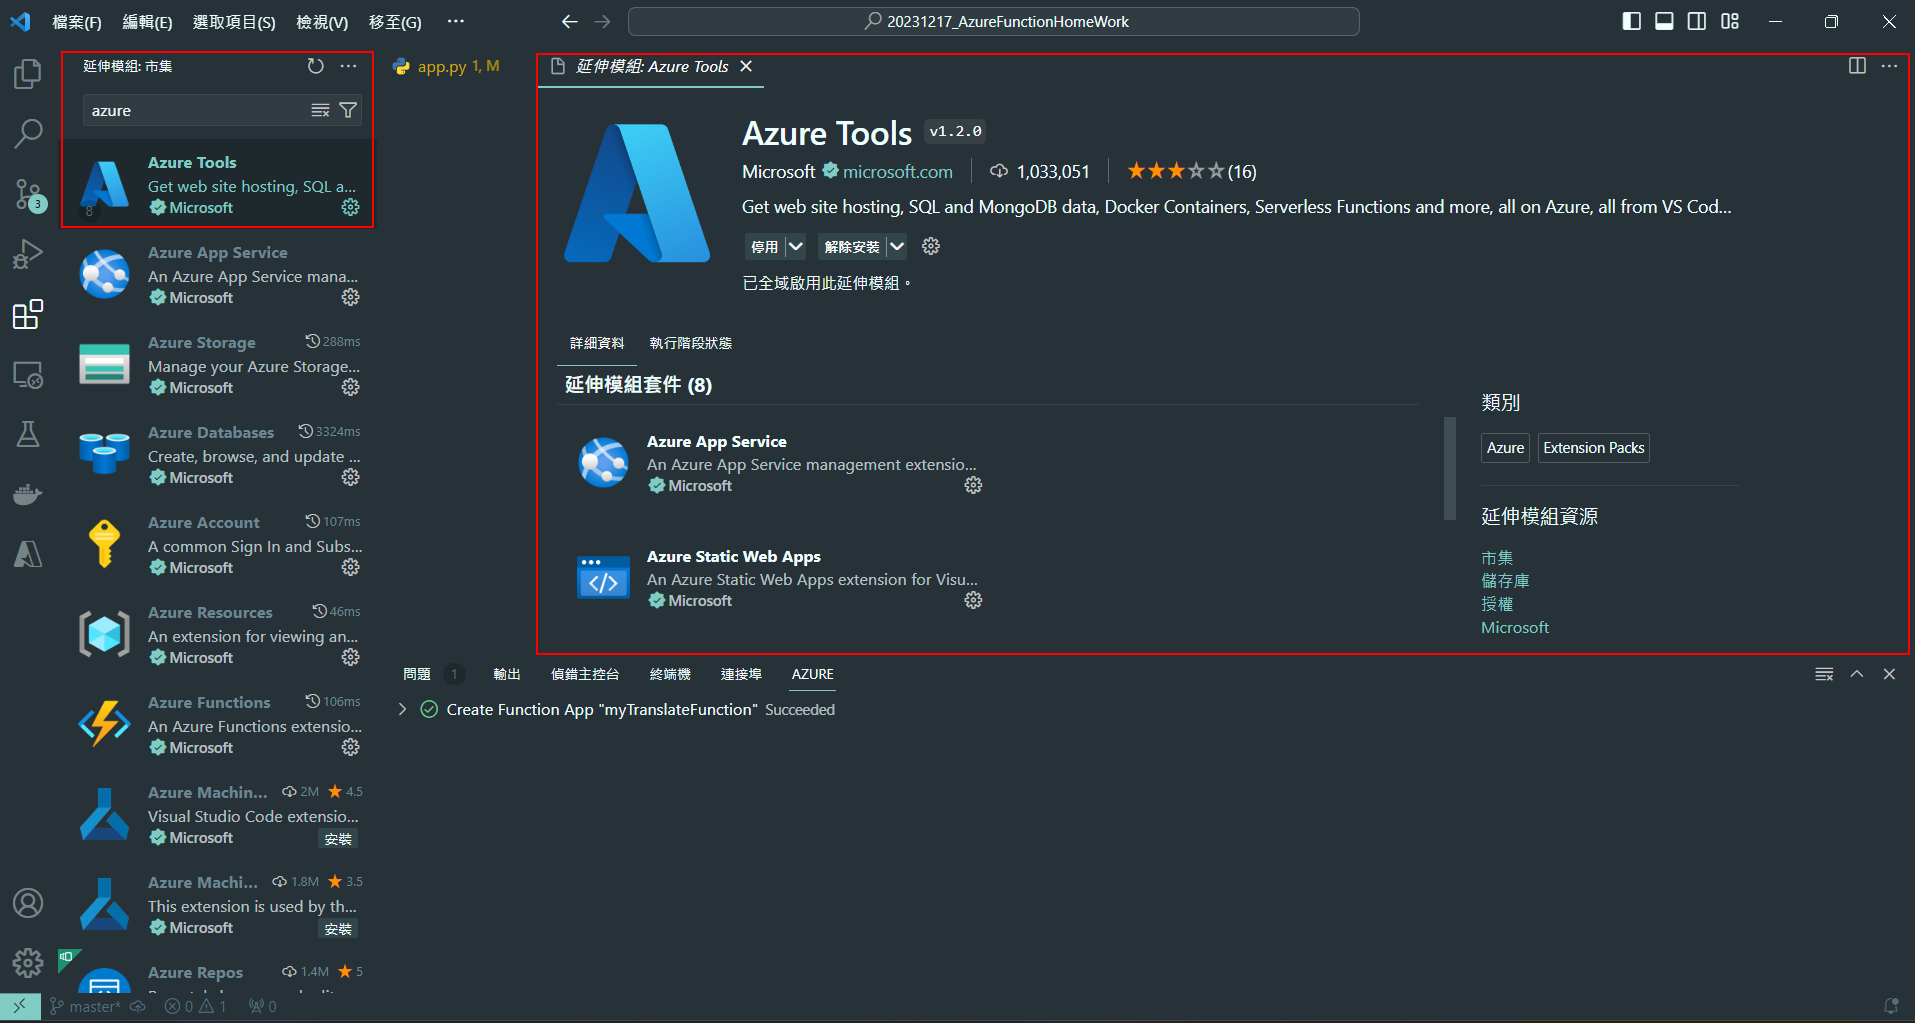 檔案(F) 編輯(E) 選取項目(S) 檢視(V) 移至(G) ··· 20231217_AzureFunctionHomeWork
延伸模組: 市集
azure
Azure Tools
Get web site hosting, SQL a...
Microsoft
8
3
Azure App Service
An Azure App Service mana...
Microsoft
Azure Storage 288ms
Manage your Azure Storage...
Microsoft
Azure Databases 3324ms
Create, browse, and update ...
Microsoft
Azure Account 107ms
A common Sign In and Subs...
Microsoft
Azure Resources 46ms
An extension for viewing an...
Microsoft
Azure Functions 106ms
An Azure Functions extensio...
Microsoft
Azure Machin... 2M 4.5
Visual Studio Code extensio...
Microsoft 安裝
Azure Machi... 1.8M 3.5
This extension is used by th...
Microsoft 安裝
Azure Repos 1.4M 5
app.py 1, M
延伸模組: Azure Tools
Azure Tools v1.2.0
Microsoft microsoft.com 1,033,051 (16)
Get web site hosting, SQL and MongoDB data, Docker Containers, Serverless Functions and more, all on Azure, all from VS Cod...
停用 解除安裝
已全域啟用此延伸模組。
詳細資料 執行階段狀態
延伸模組套件 (8)
Azure App Service
An Azure App Service management extensio...
Microsoft
Azure Static Web Apps
An Azure Static Web Apps extension for Visu...
Microsoft
類別
Azure Extension Packs
延伸模組資源
市集
儲存庫
授權
Microsoft
問題 1 輸出 偵錯主控台 終端機 連接埠 AZURE
Create Function App "myTranslateFunction" Succeeded
master* 0 1 0